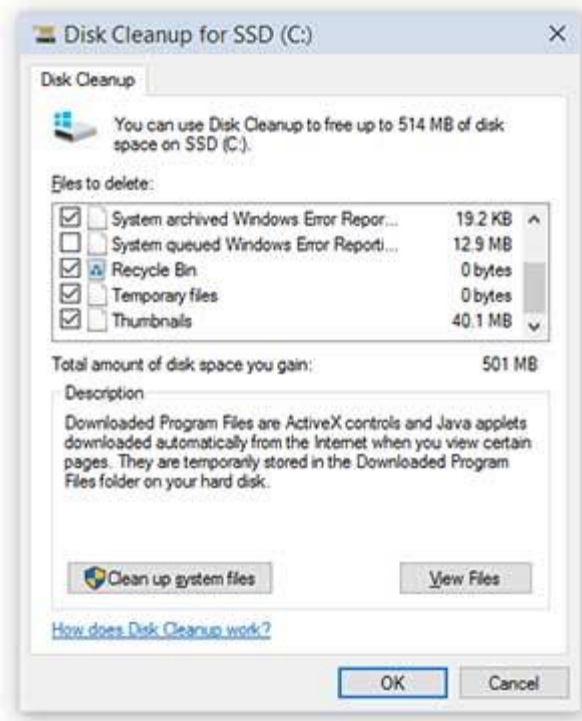 Disk Cleanup for SSD (C:)
Disk Cleanup
You can use Disk Cleanup to free up to 514 MB of disk
space on SSD (C:).
Files to delete:
System archived Windows Error Repor... 19.2 KB
System queued Windows Error Reporti... 12.9 MB
Recycle Bin 0 bytes
Temporary files 0 bytes
Thumbnails 40.1 MB
Total amount of disk space you gain: 501 MB
Description
Downloaded Program Files are ActiveX controls and Java applets
downloaded automatically from the Internet when you view certain
pages. They are temporarily stored in the Downloaded Program
Files folder on your hard disk.
Clean up system files View Files
How does Disk Cleanup work?
OK Cancel